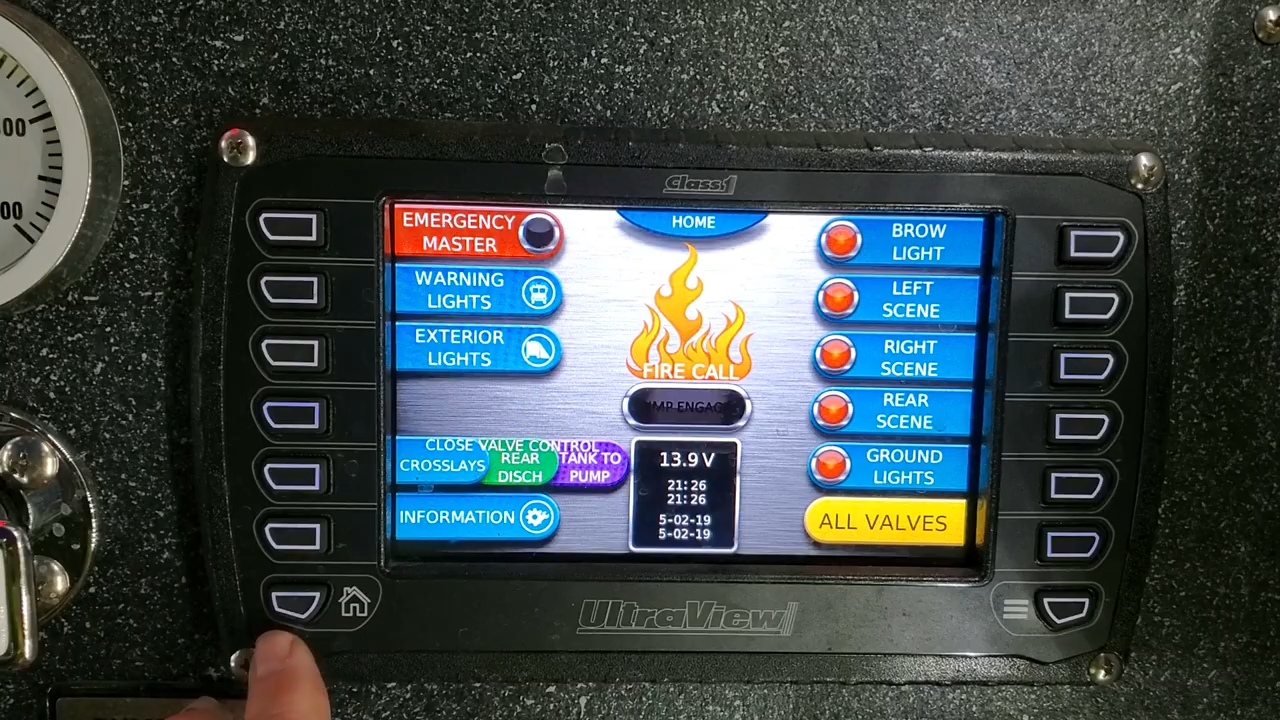 Class1
EMERGENCY
MASTER
WARNING
LIGHTS
EXTERIOR
LIGHTS
CLOSE VALVE CONTROL
CROSSLAYS
REAR
DISCH
TANK TO
PUMP
INFORMATION
HOME
FIRE CALL
13.9 V
21:26
21:26
5-02-19
5-02-19
BROW
LIGHT
LEFT
SCENE
RIGHT
SCENE
REAR
SCENE
GROUND
LIGHTS
ALL VALVES
UltraView